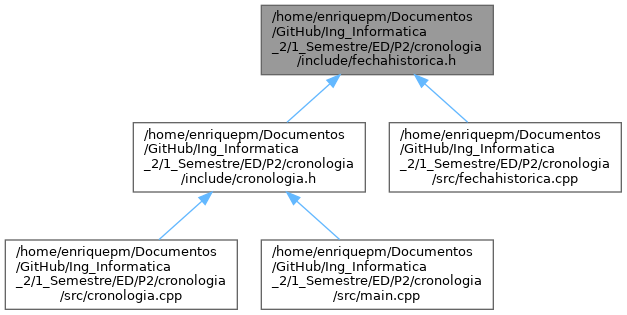 /home/enriquepm/Documentos
/GitHub/Ing_Informatica
_2/1_Semestre/ED/P2/cronologia
/include/fechahistorica.h
/home/enriquepm/Documentos
/GitHub/Ing_Informatica
_2/1_Semestre/ED/P2/cronologia
/include/cronologia.h
/home/enriquepm/Documentos
/GitHub/Ing_Informatica
_2/1_Semestre/ED/P2/cronologia
/src/fechahistorica.cpp
/home/enriquepm/Documentos
/GitHub/Ing_Informatica
_2/1_Semestre/ED/P2/cronologia
/src/cronologia.cpp
/home/enriquepm/Documentos
/GitHub/Ing_Informatica
_2/1_Semestre/ED/P2/cronologia
/src/main.cpp